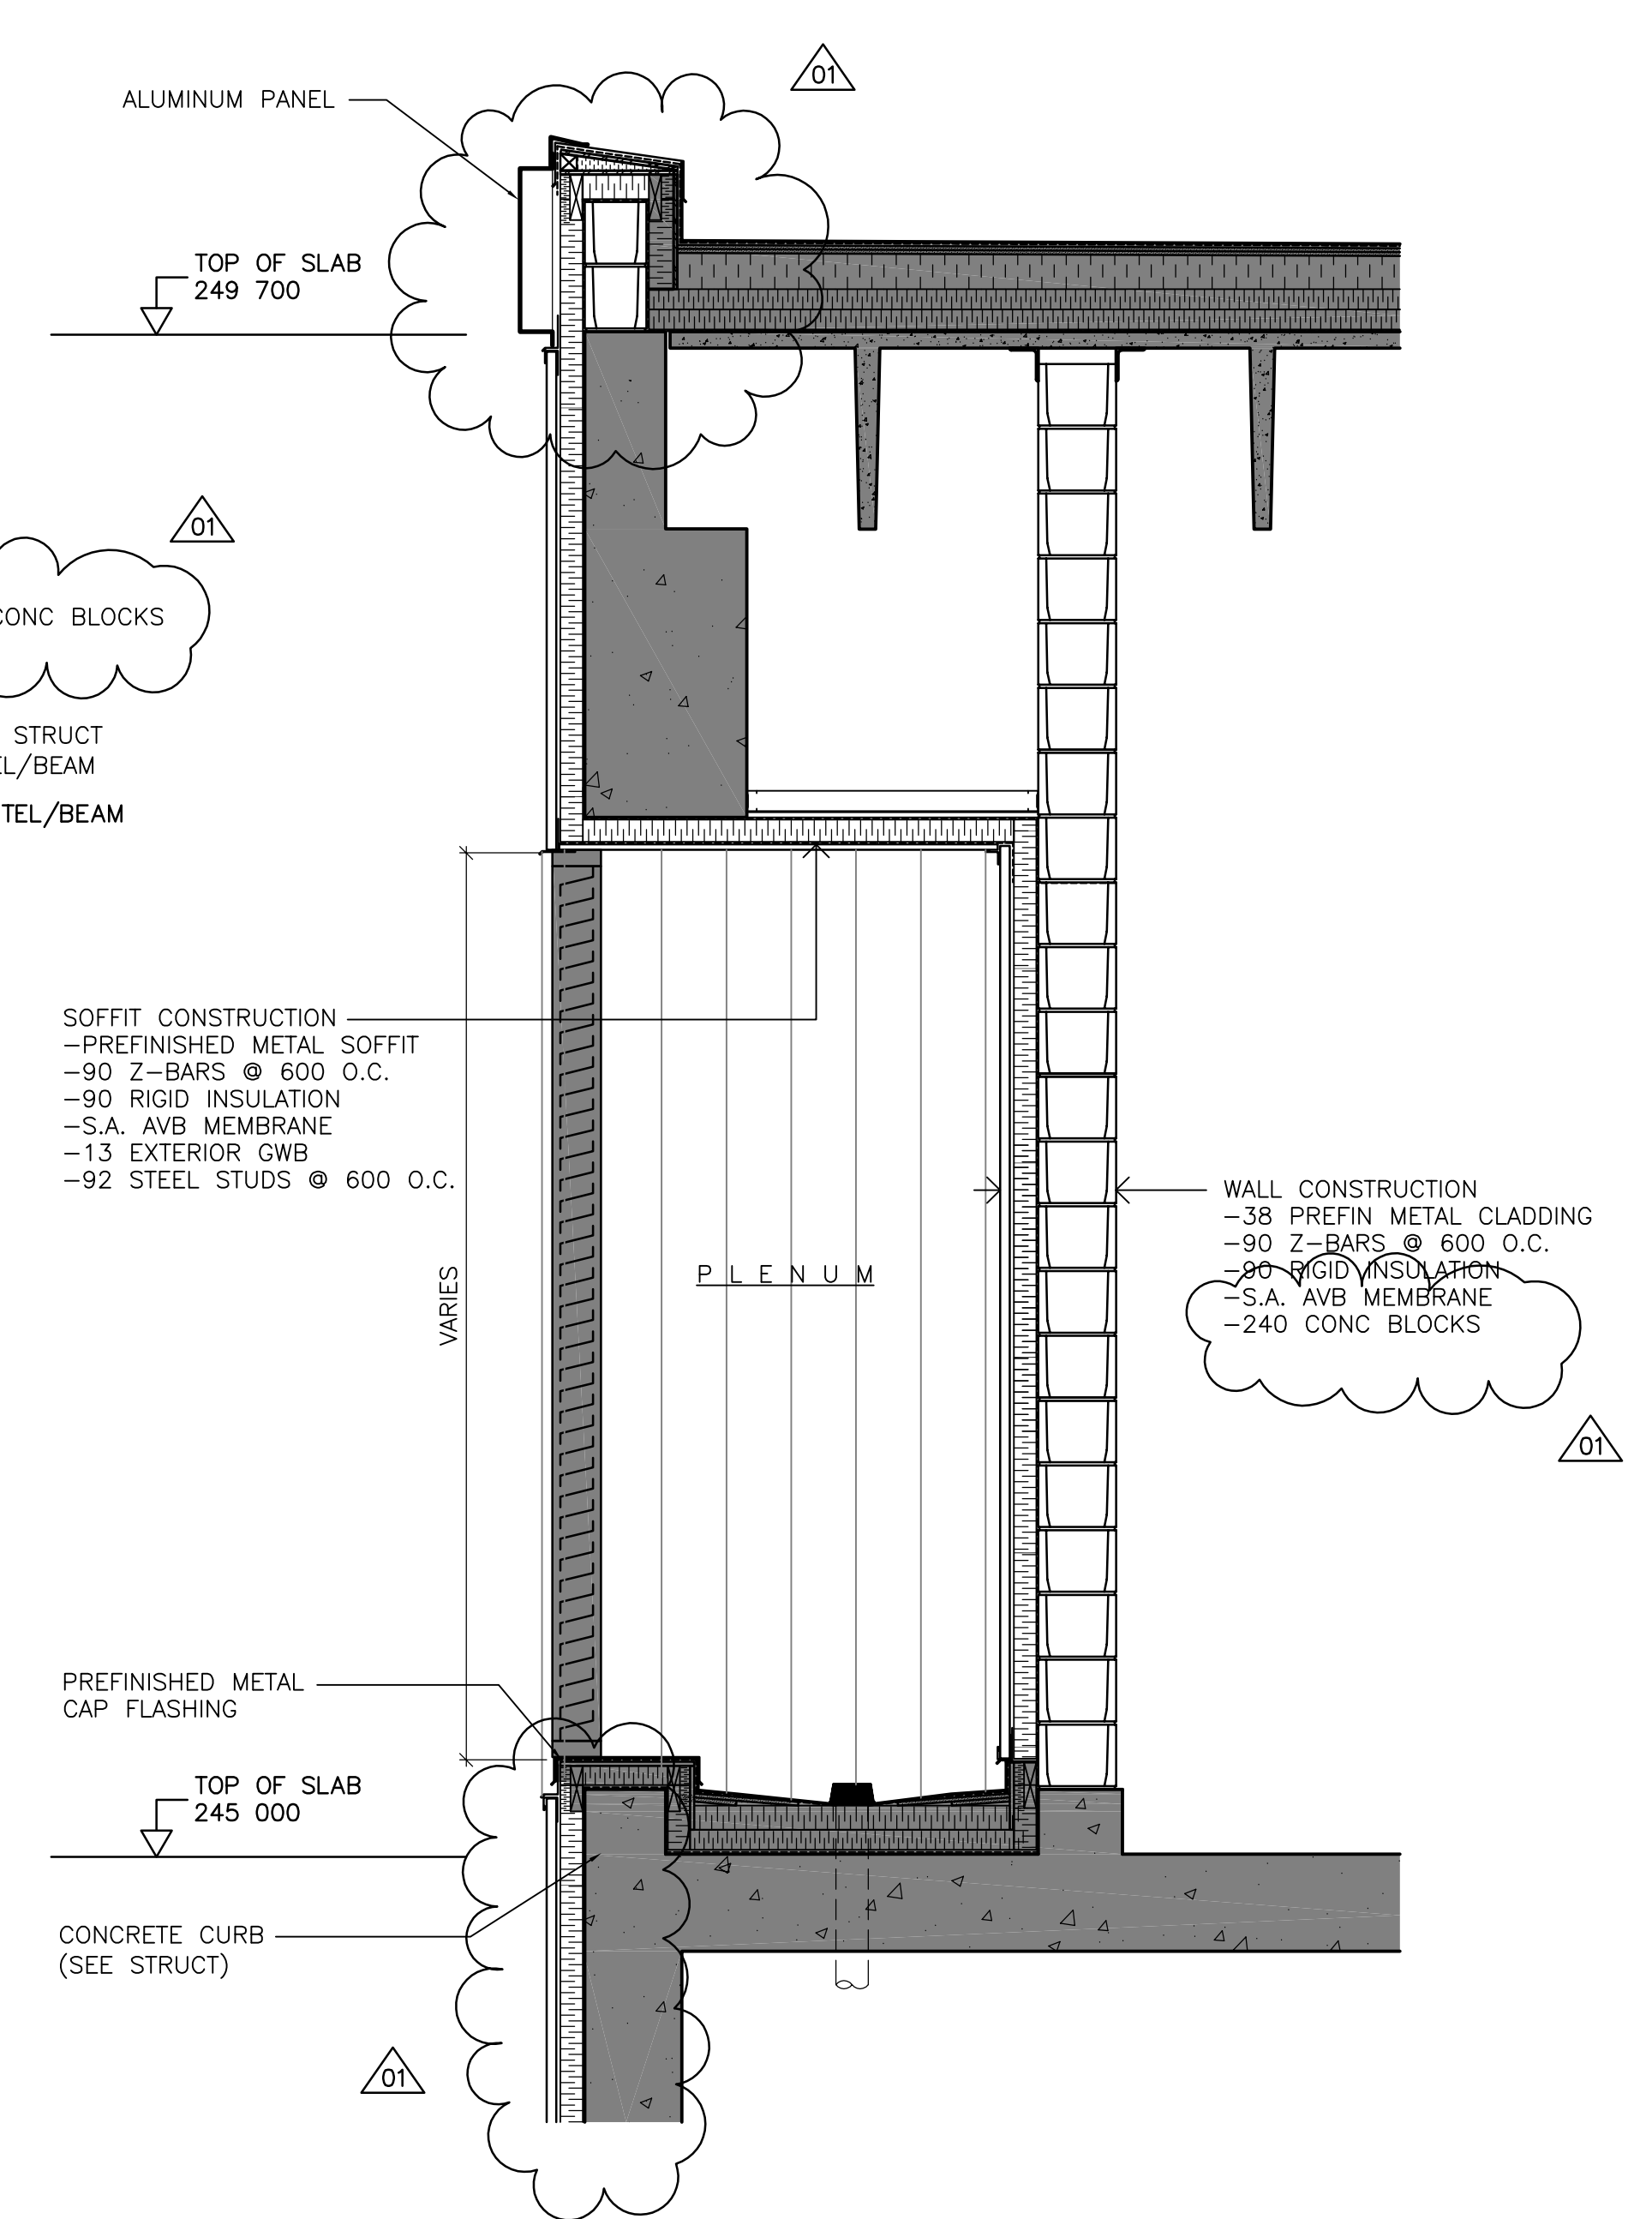 01
ALUMINUM PANEL
TOP OF SLAB
249 700
01
CONC BLOCKS
STRUCT
TEL/BEAM
SOFFIT CONSTRUCTION
-PREFINISHED METAL SOFFIT
-90 Z-BARS @ 600 O.C.
-90 RIGID INSULATION
-S.A. AVB MEMBRANE
-13 EXTERIOR GWB
-92 STEEL STUDS @ 600 O.C.
WALL CONSTRUCTION
-38 PREFIN METAL CLADDING
-90 Z-BARS @ 600 O.C.
-90 RIGID INSULATION
-S.A. AVB MEMBRANE
-240 CONC BLOCKS
VARIES
PLENUM
01
PREFINISHED METAL
CAP FLASHING
TOP OF SLAB
245 000
CONCRETE CURB
(SEE STRUCT)
01